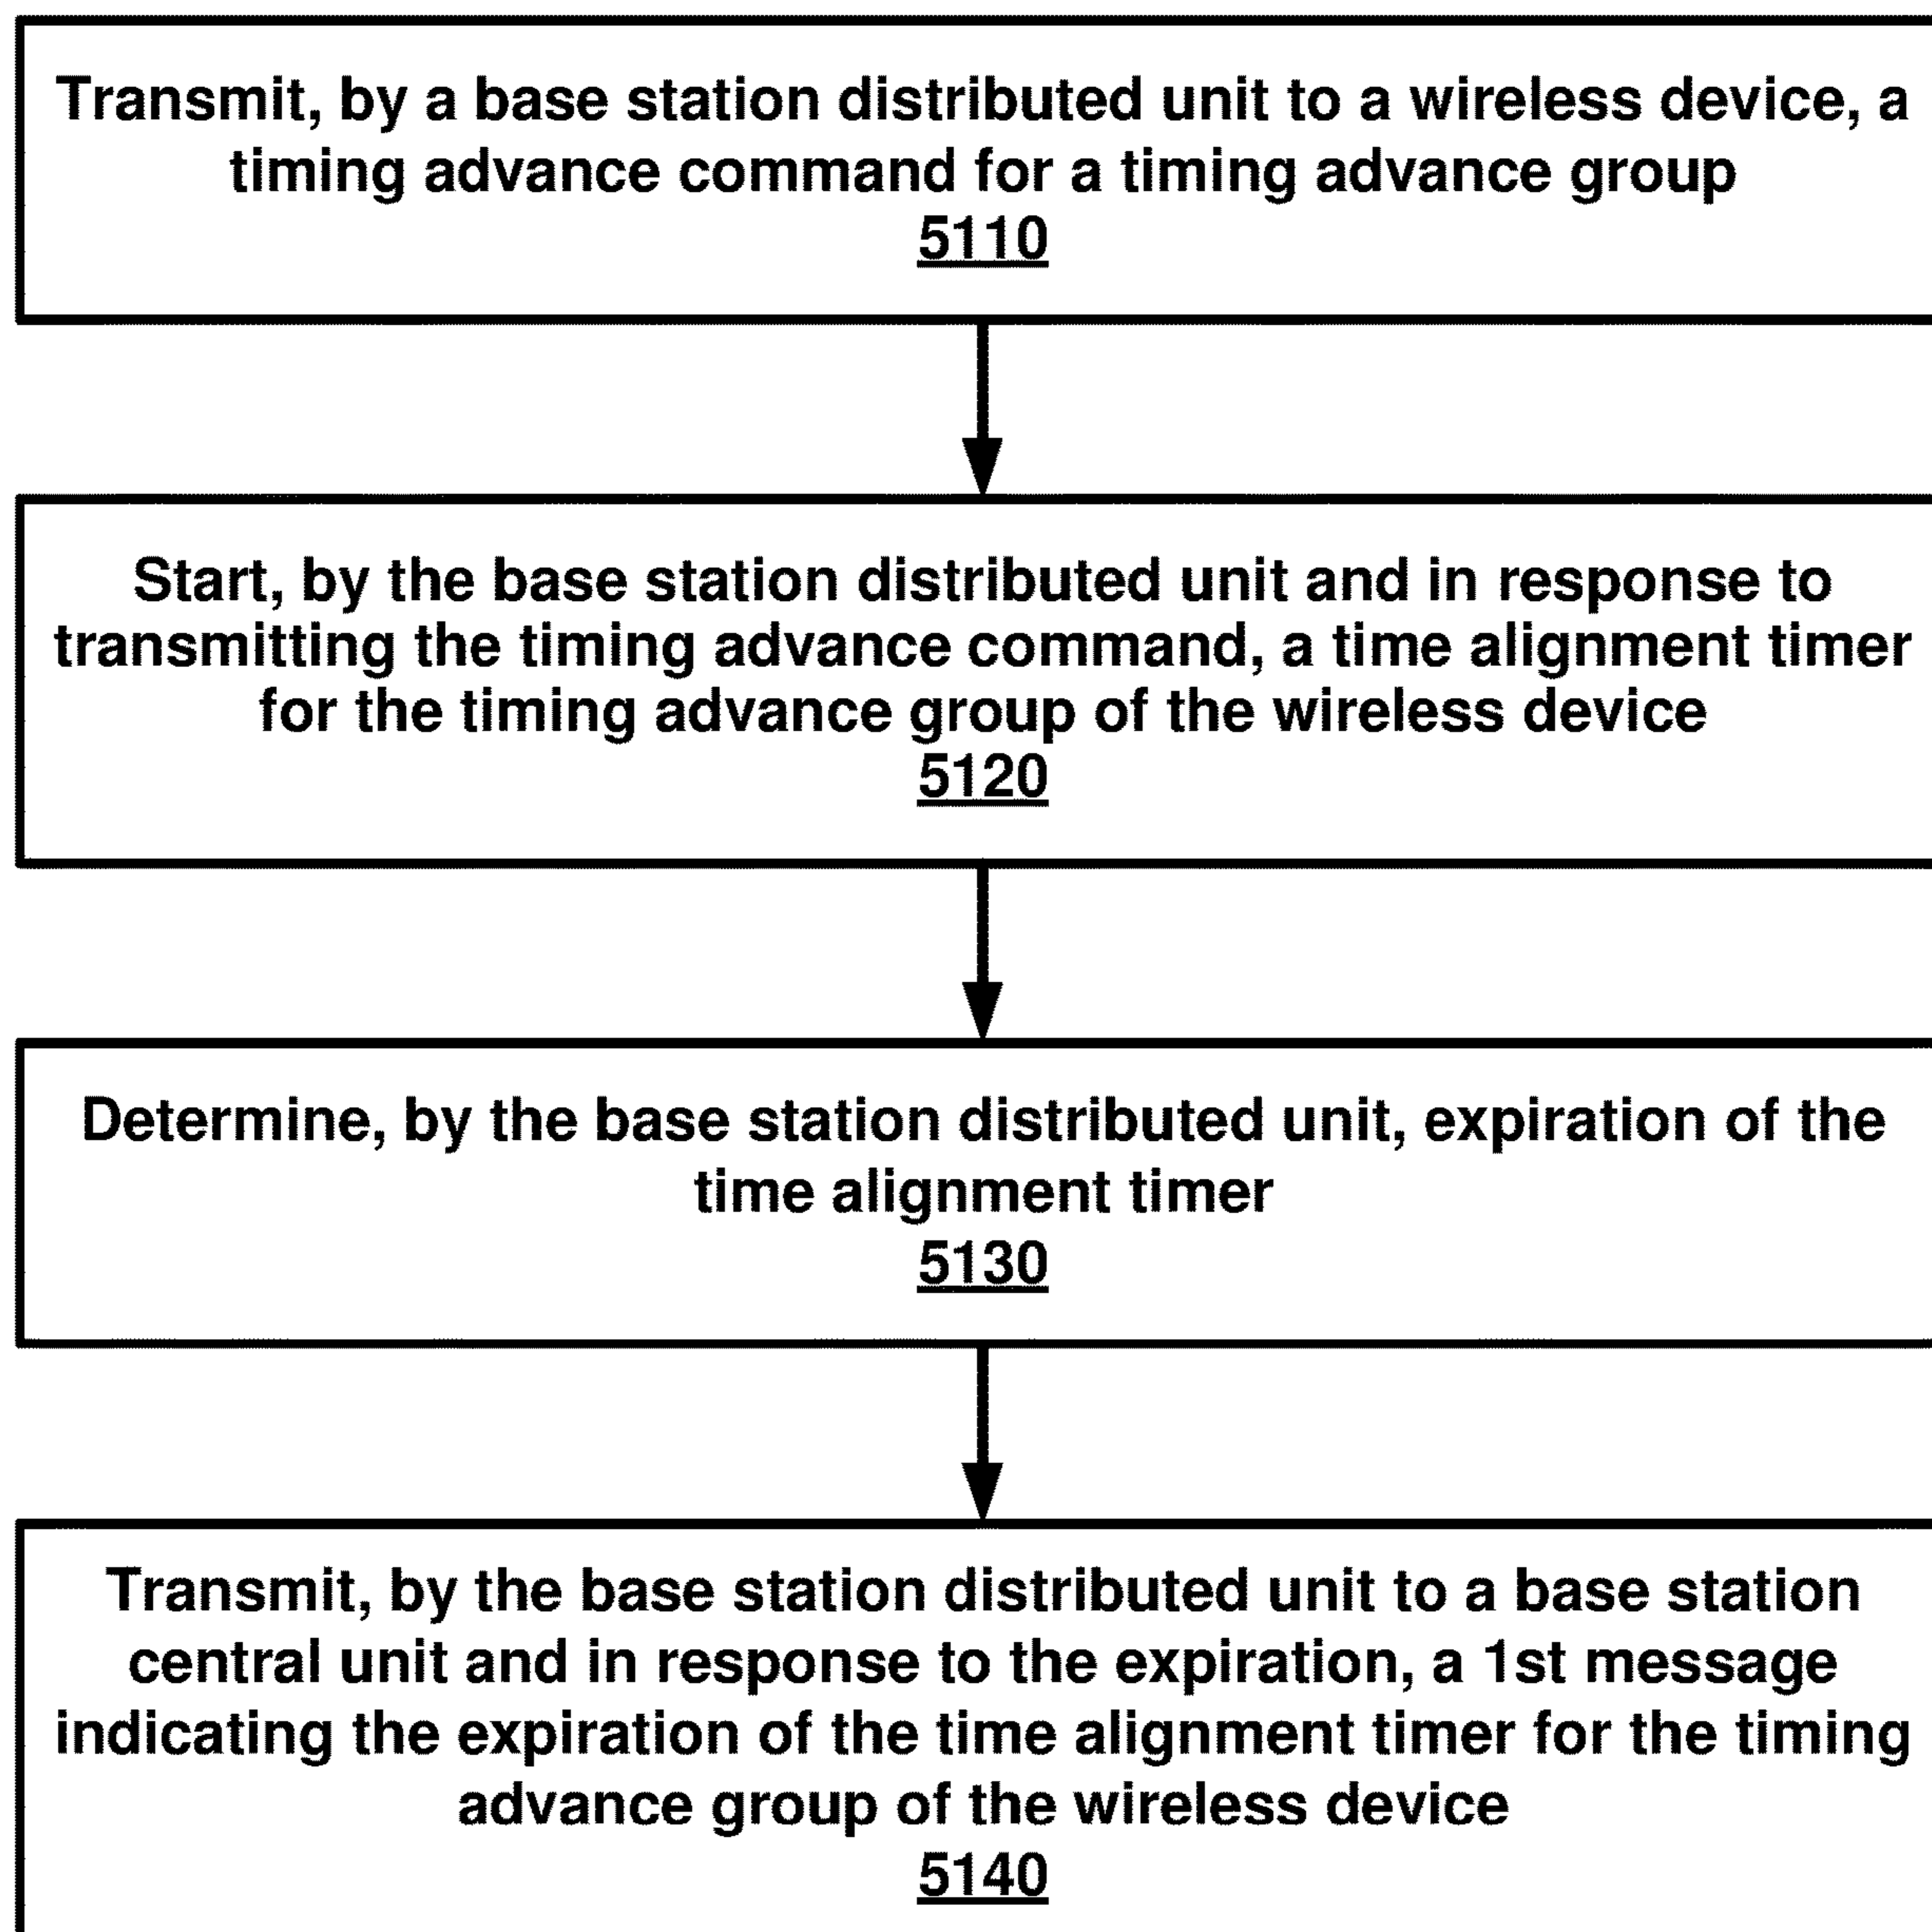 Transmit, by a base station distributed unit to a wireless device, a
timing advance command for a timing advance group
5110
Start, by the base station distributed unit and in response to
transmitting the timing advance command, a time alignment timer
for the timing advance group of the wireless device
5120
Determine, by the base station distributed unit, expiration of the
time alignment timer
5130
Transmit, by the base station distributed unit to a base station
central unit and in response to the expiration, a 1st message
indicating the expiration of the time alignment timer for the timing
advance group of the wireless device
5140